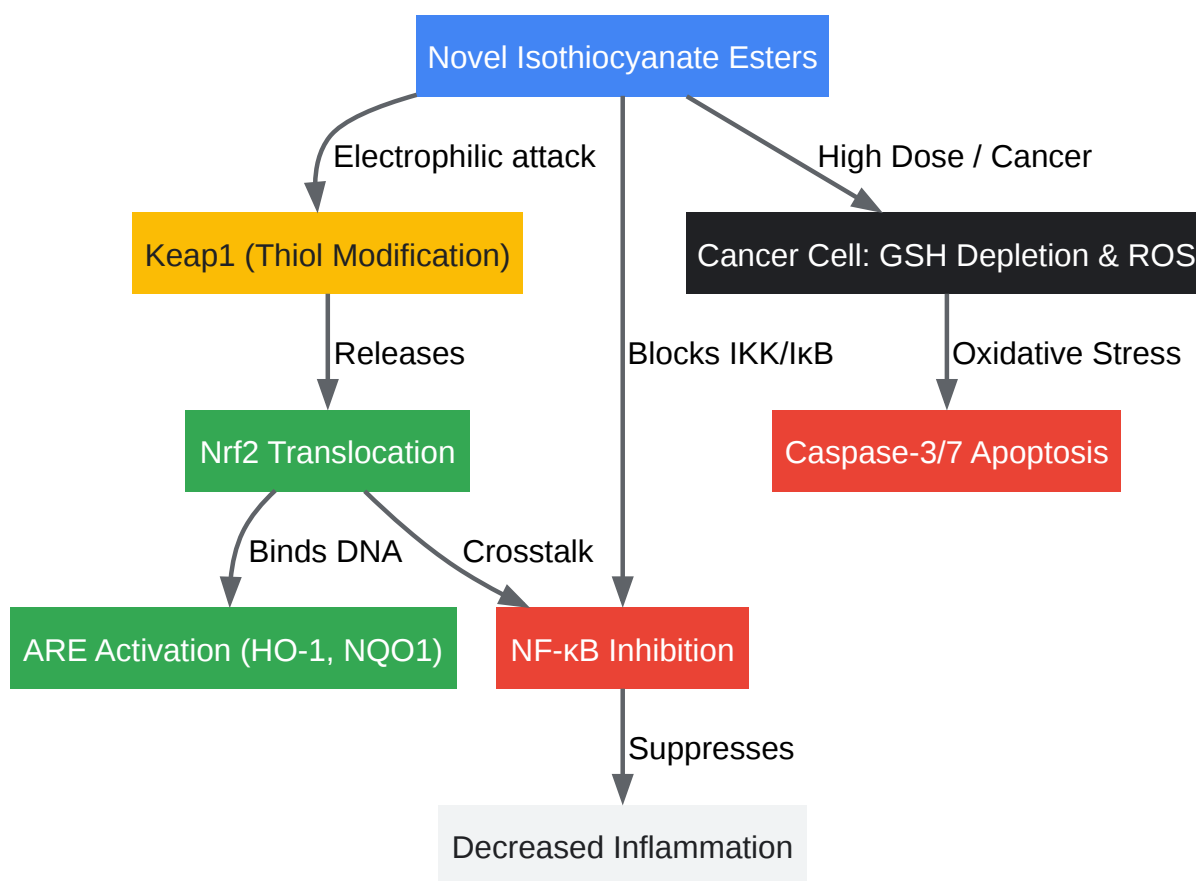 Novel Isothiocyanate Esters
Electrophilic attack
High Dose / Cancer
Keap1 (Thiol Modification)
Cancer Cell: GSH Depletion & ROS
Releases
Blocks IKK/IκB
Oxidative Stress
Nrf2 Translocation
Caspase-3/7 Apoptosis
Binds DNA
Crosstalk
ARE Activation (HO-1, NQO1)
NF-κB Inhibition
Suppresses
Decreased Inflammation